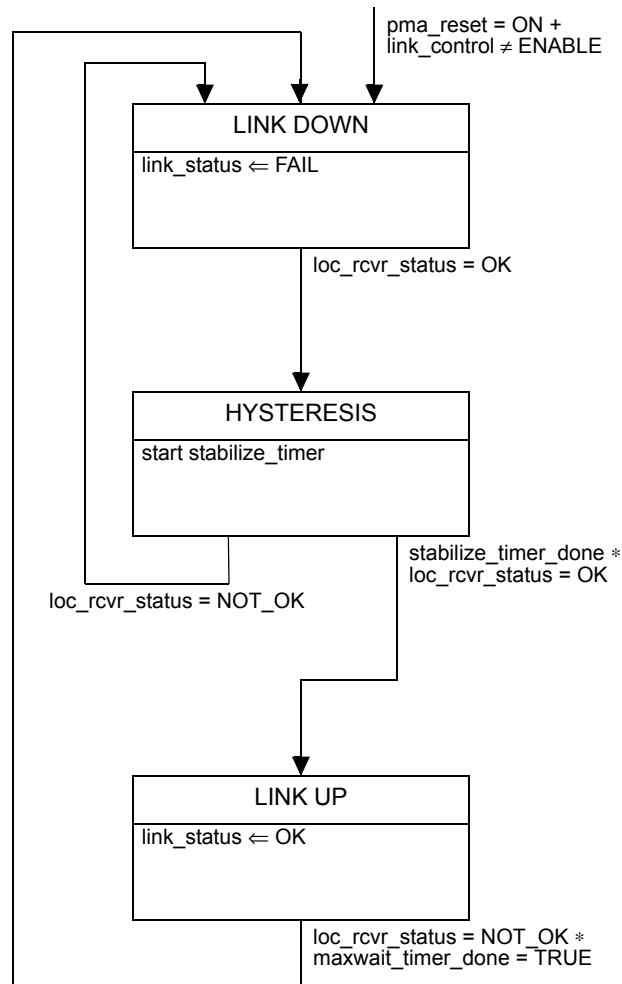 pma_reset = ON +
link_control ≠ ENABLE
LINK DOWN
link_status ⇐ FAIL
loc_rcvr_status = OK
HYSTERESIS
start stabilize_timer
stabilize_timer_done *
loc_rcvr_status = OK
loc_rcvr_status = NOT_OK
LINK UP
link_status ⇐ OK
loc_rcvr_status = NOT_OK *
maxwait_timer_done = TRUE